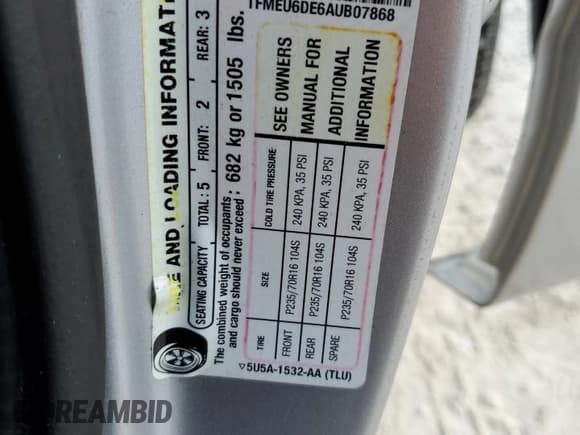 1FMEU6DE6AUB07868
TIRE AND LOADING INFORMATION
SEATING CAPACITY TOTAL: 5 FRONT: 2 REAR: 3
The combined weight of occupants
and cargo should never exceed: 682 kg or 1505 lbs.
TIRE SIZE COLD TIRE PRESSURE SEE OWNERS
FRONT P235/70R16 104S 240 KPA, 35 PSI MANUAL FOR
REAR P235/70R16 104S 240 KPA, 35 PSI ADDITIONAL
SPARE P235/70R16 104S 240 KPA, 35 PSI INFORMATION
▽5U5A-1532-AA (TLU)
DREAMBID